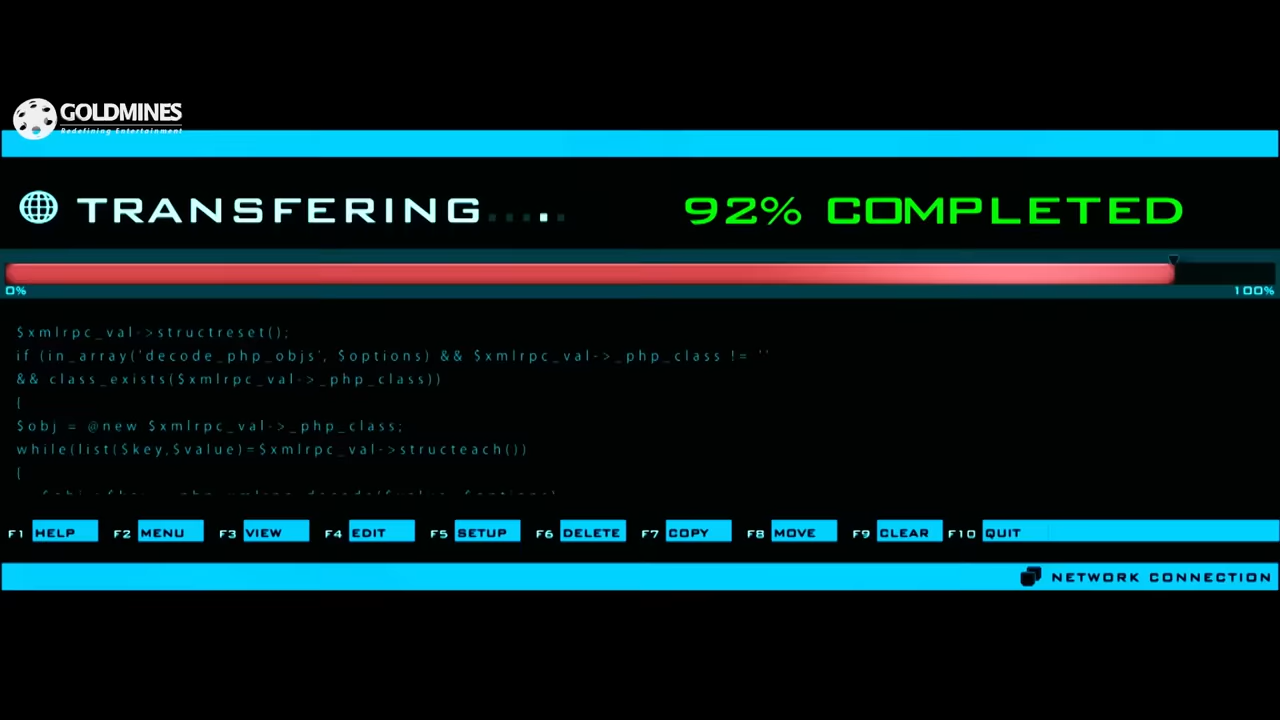 GOLDMINES
Redefining Entertainment
TRANSFERING..... 92% COMPLETED
0% 100%
$xmlrpc_val->structreset();
if (in_array('decode_php_objs', $options) && $xmlrpc_val->_php_class != ''
&& class_exists($xmlrpc_val->_php_class))
{
$obj = @new $xmlrpc_val->_php_class;
while(list($key,$value)=$xmlrpc_val->structeach())
{
F1 HELP F2 MENU F3 VIEW F4 EDIT F5 SETUP F6 DELETE F7 COPY F8 MOVE F9 CLEAR F10 QUIT
NETWORK CONNECTION